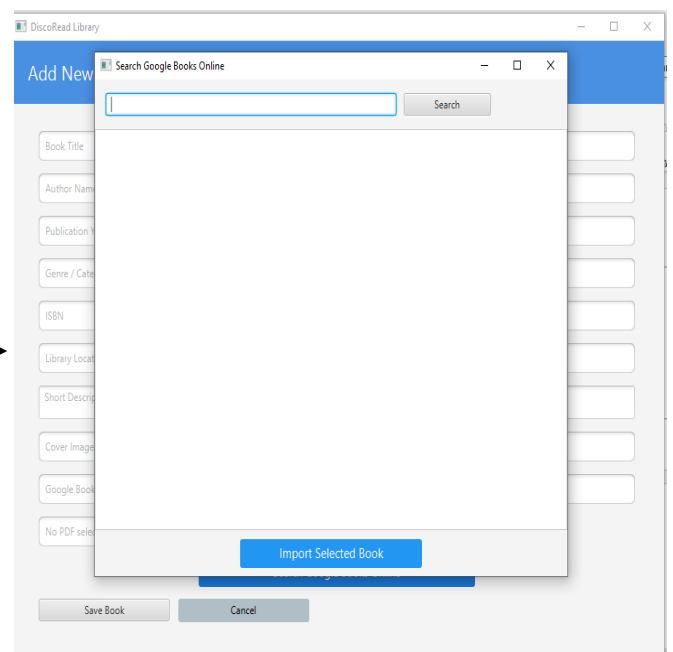 DiscoRead Library
Add New
Search Google Books Online
Search
Book Title
Author Nam
Publication Y
Genre / Cate
ISBN
Library Locat
Short Descrip
Cover Image
Google Book
No PDF selec
Import Selected Book
Save Book
Cancel